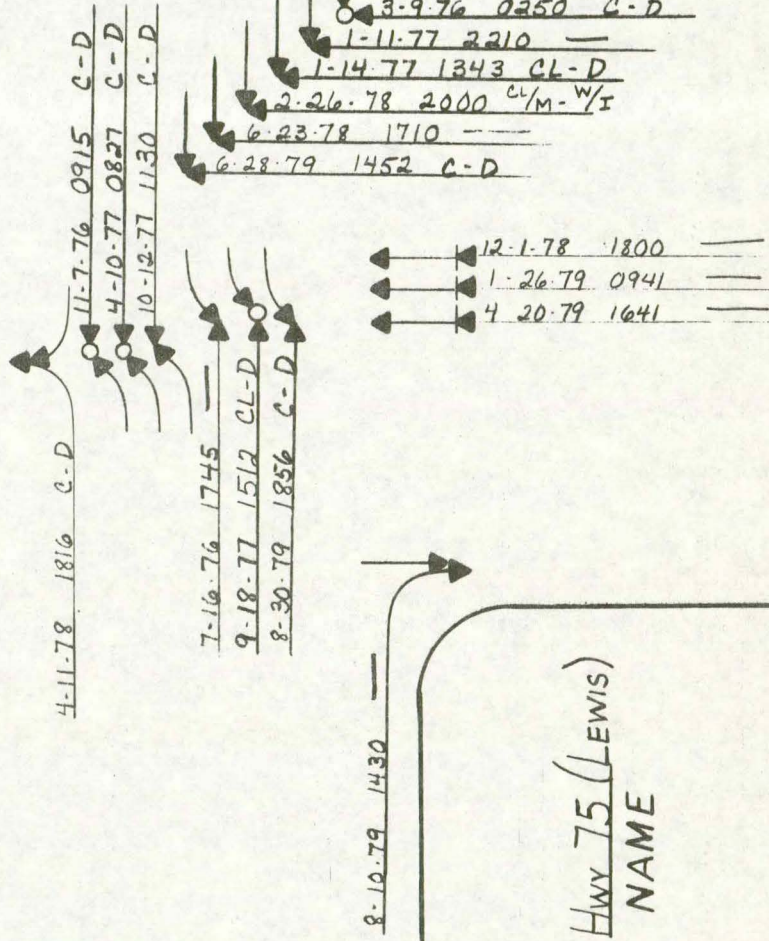 3-9-76 0250 C-D
1-11-77 2210 —
1-14-77 1343 CL-D
2-26-78 2000 CL/M-W/I
6-23-78 1710 —
6-28-79 1452 C-D
11-7-76 0915 C-D
4-10-77 0827 C-D
10-12-77 1130 C-D
12-1-78 1800 —
1-26-79 0941 —
4 20-79 1641 —
4-11-78 1816 C-D
7-16-76 1745 —
9-18-77 1512 CL-D
8-30-79 1856 C-D
8-10-79 1430 —
HWY 75 (LEWIS)
NAME